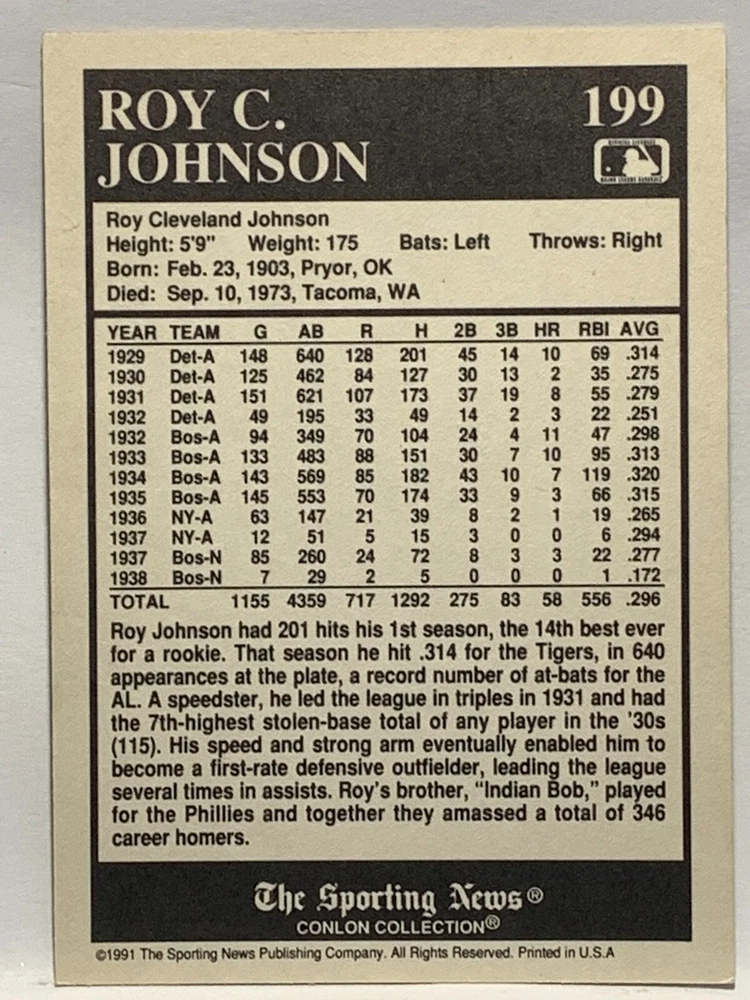 ROY C. 199
JOHNSON
Roy Cleveland Johnson
Height: 5'9" Weight: 175 Bats: Left Throws: Right
Born: Feb. 23, 1903, Pryor, OK
Died: Sep. 10, 1973, Tacoma, WA
YEAR TEAM G AB R H 2B 3B HR RBI AVG
1929 Det-A 148 640 128 201 45 14 10 69 .314
1930 Det-A 125 462 84 127 30 13 2 35 .275
1931 Det-A 151 621 107 173 37 19 8 55 .279
1932 Det-A 49 195 33 49 14 2 3 22 .251
1932 Bos-A 94 349 70 104 24 4 11 47 .298
1933 Bos-A 133 483 88 151 30 7 10 95 .313
1934 Bos-A 143 569 85 182 43 10 7 119 .320
1935 Bos-A 145 553 70 174 33 9 3 66 .315
1936 NY-A 63 147 21 39 8 2 1 19 .265
1937 NY-A 12 51 5 15 3 0 0 6 .294
1937 Bos-N 85 260 24 72 8 3 3 22 .277
1938 Bos-N 7 29 2 5 0 0 0 1 .172
TOTAL 1155 4359 717 1292 275 83 58 556 .296
Roy Johnson had 201 hits his 1st season, the 14th best ever
for a rookie. That season he hit .314 for the Tigers, in 640
appearances at the plate, a record number of at-bats for the
AL. A speedster, he led the league in triples in 1931 and had
the 7th-highest stolen-base total of any player in the '30s
(115). His speed and strong arm eventually enabled him to
become a first-rate defensive outfielder, leading the league
several times in assists. Roy's brother, "Indian Bob," played
for the Phillies and together they amassed a total of 346
career homers.
The Sporting News®
CONLON COLLECTION®
©1991 The Sporting News Publishing Company. All Rights Reserved. Printed in U.S.A